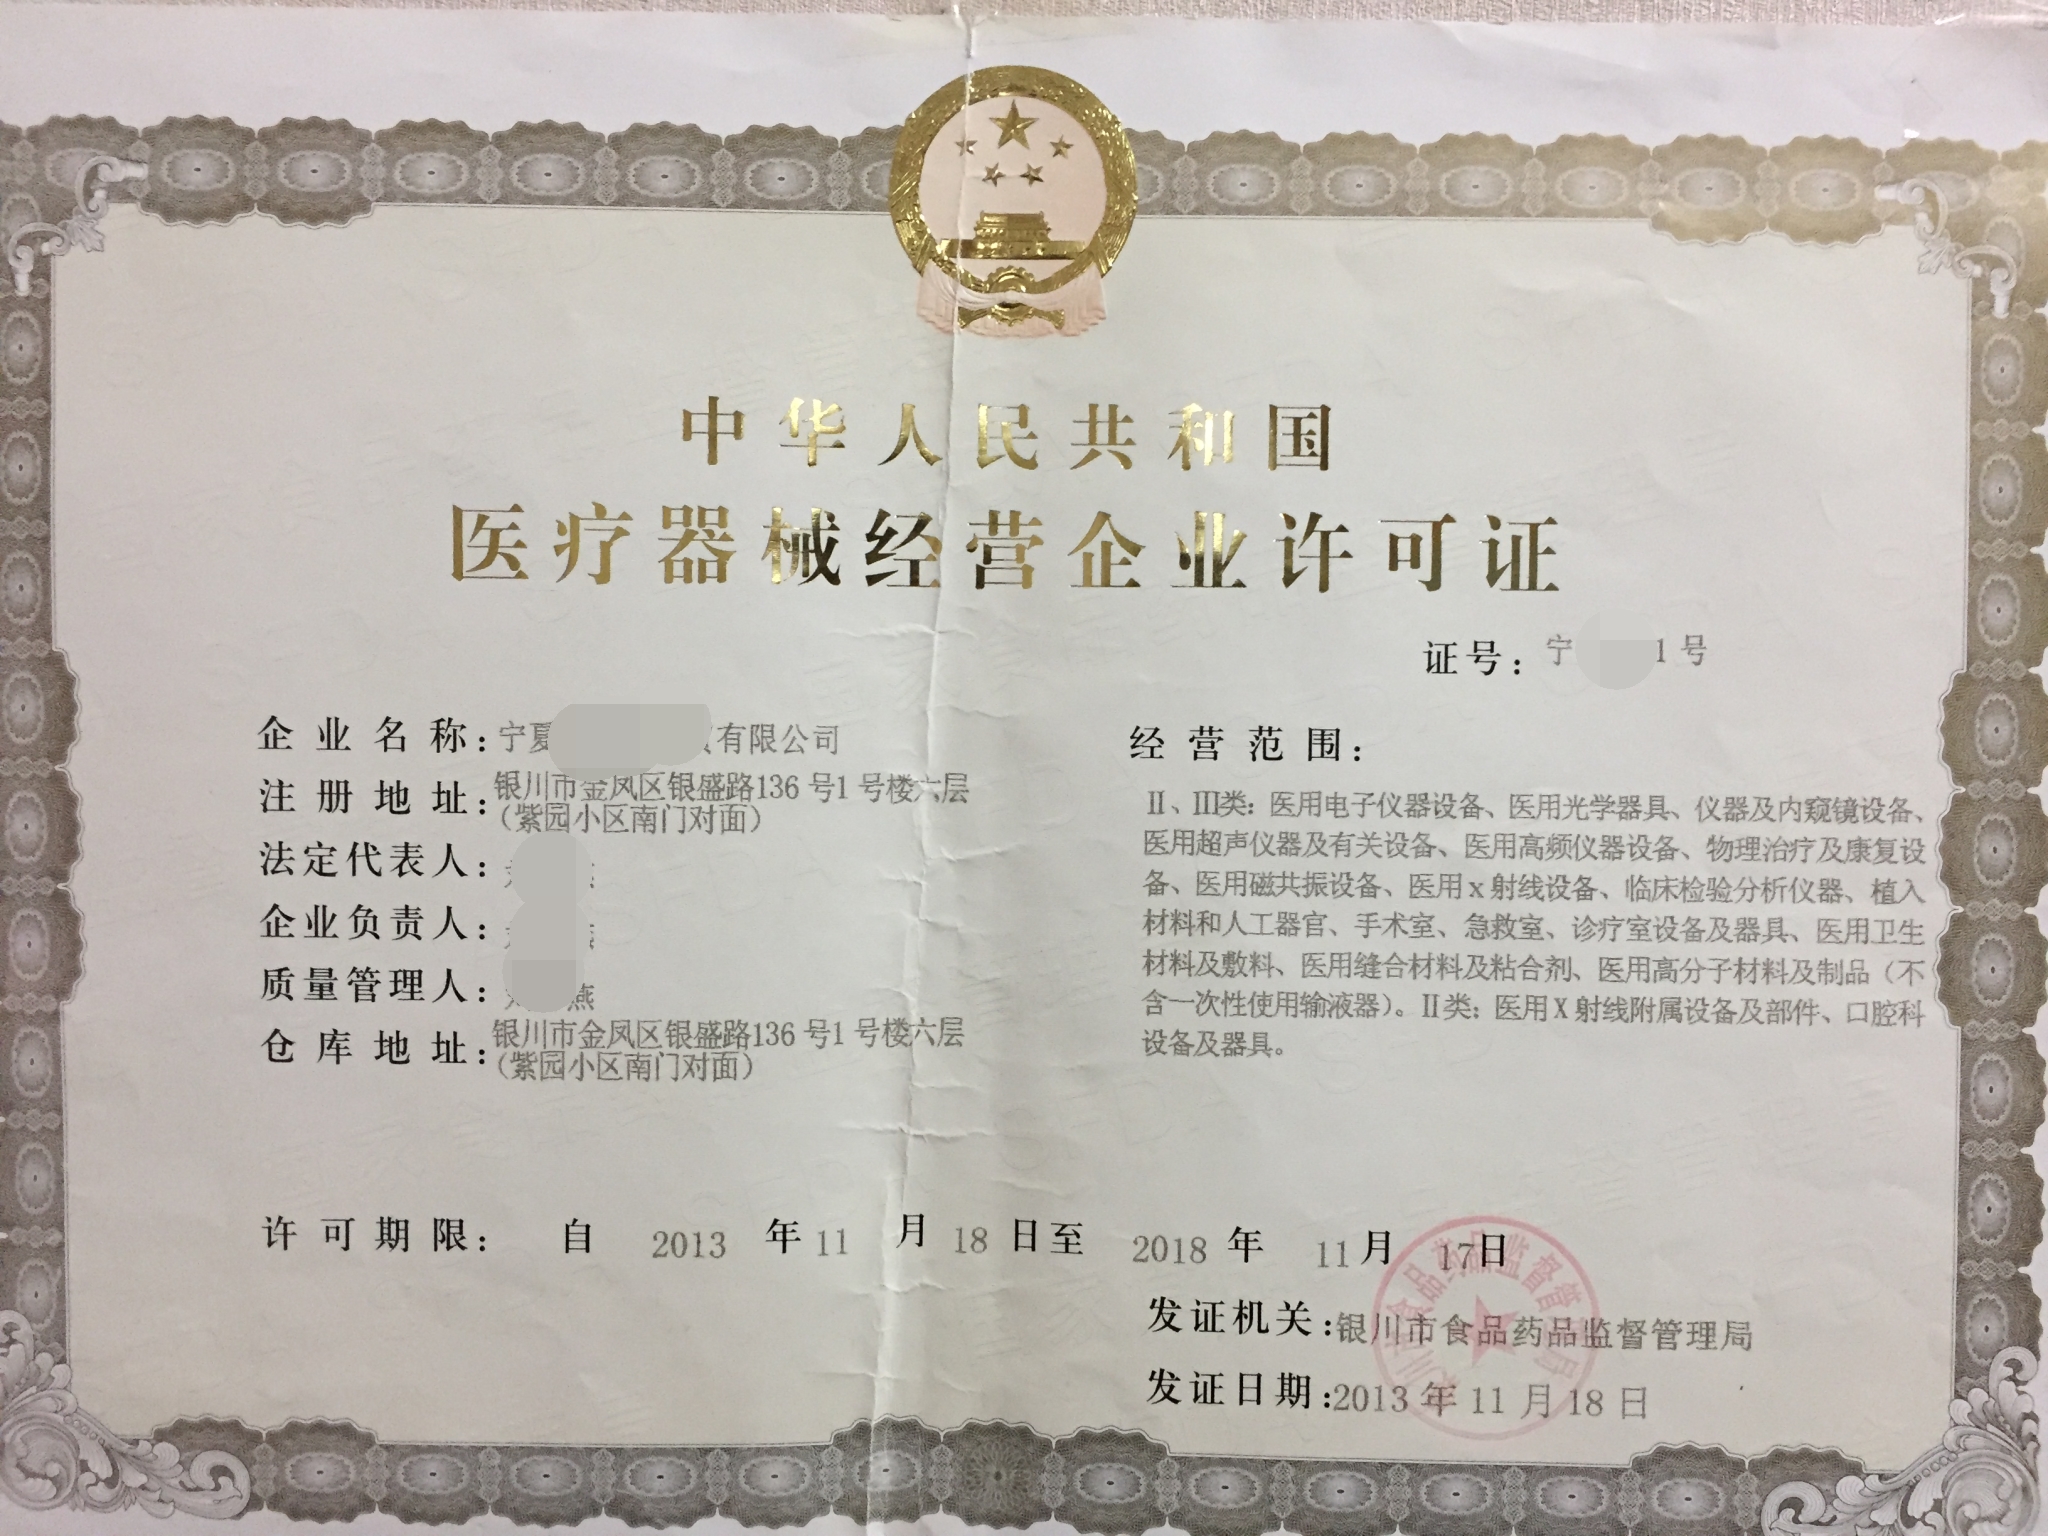 中华人民共和国
医疗器械经营企业许可证
证号：宁 1号
企业名称：宁夏 有限公司
注册地址：银川市金凤区银盛路136号1号楼六层
（紫园小区南门对面）
法定代表人：
企业负责人：
质量管理人： 燕
仓库地址：银川市金凤区银盛路136号1号楼六层
（紫园小区南门对面）
经营范围：
II、III类：医用电子仪器设备、医用光学器具、仪器及内窥镜设备、
医用超声仪器及有关设备、医用高频仪器设备、物理治疗及康复设
备、医用磁共振设备、医用x射线设备、临床检验分析仪器、植入
材料和人工器官、手术室、急救室、诊疗室设备及器具、医用卫生
材料及敷料、医用缝合材料及粘合剂、医用高分子材料及制品（不
含一次性使用输液器）。II类：医用X射线附属设备及部件、口腔科
设备及器具。
许可期限： 自 2013 年 11 月 18 日至 2018 年 11 月 17日
发证机关：银川市食品药品监督管理局
发证日期：2013年11月18日